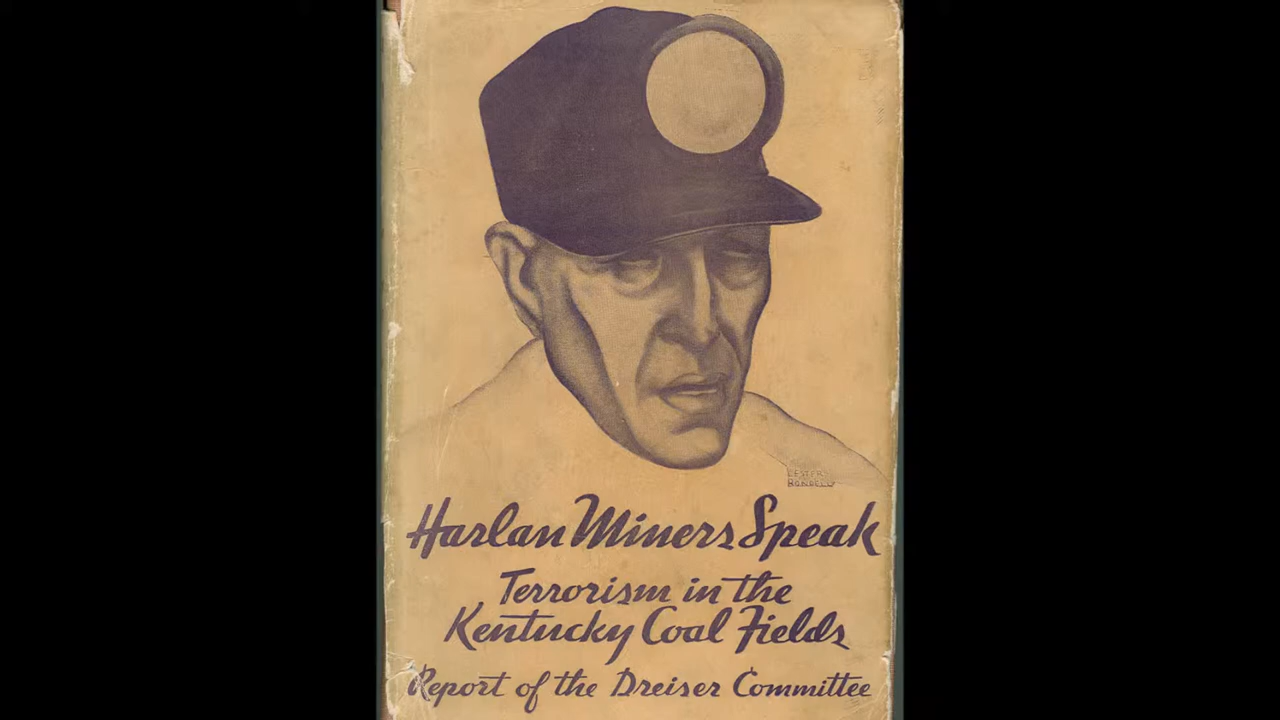 Harlan Miners Speak
Terrorism in the
Kentucky Coal Fields
Report of the Dreiser Committee